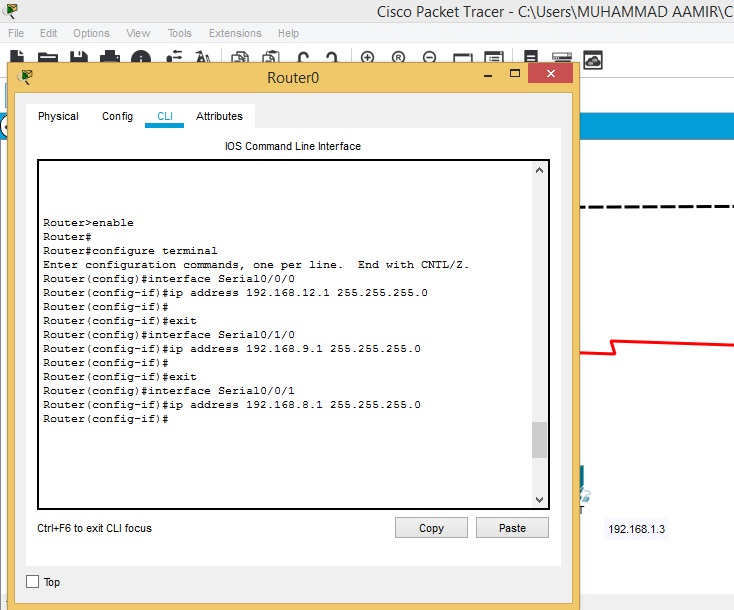 Cisco Packet Tracer - C:\Users\MUHAMMAD AAMIR\C
File Edit Options View Tools Extensions Help
Router0
Physical Config CLI Attributes
IOS Command Line Interface
Router>enable
Router#
Router#configure terminal
Enter configuration commands, one per line.  End with CNTL/Z.
Router(config)#interface Serial0/0/0
Router(config-if)#ip address 192.168.12.1 255.255.255.0
Router(config-if)#
Router(config-if)#exit
Router(config)#interface Serial0/1/0
Router(config-if)#ip address 192.168.9.1 255.255.255.0
Router(config-if)#
Router(config-if)#exit
Router(config)#interface Serial0/0/1
Router(config-if)#ip address 192.168.8.1 255.255.255.0
Router(config-if)#
Ctrl+F6 to exit CLI focus
Copy Paste
T
192.168.1.3
Top